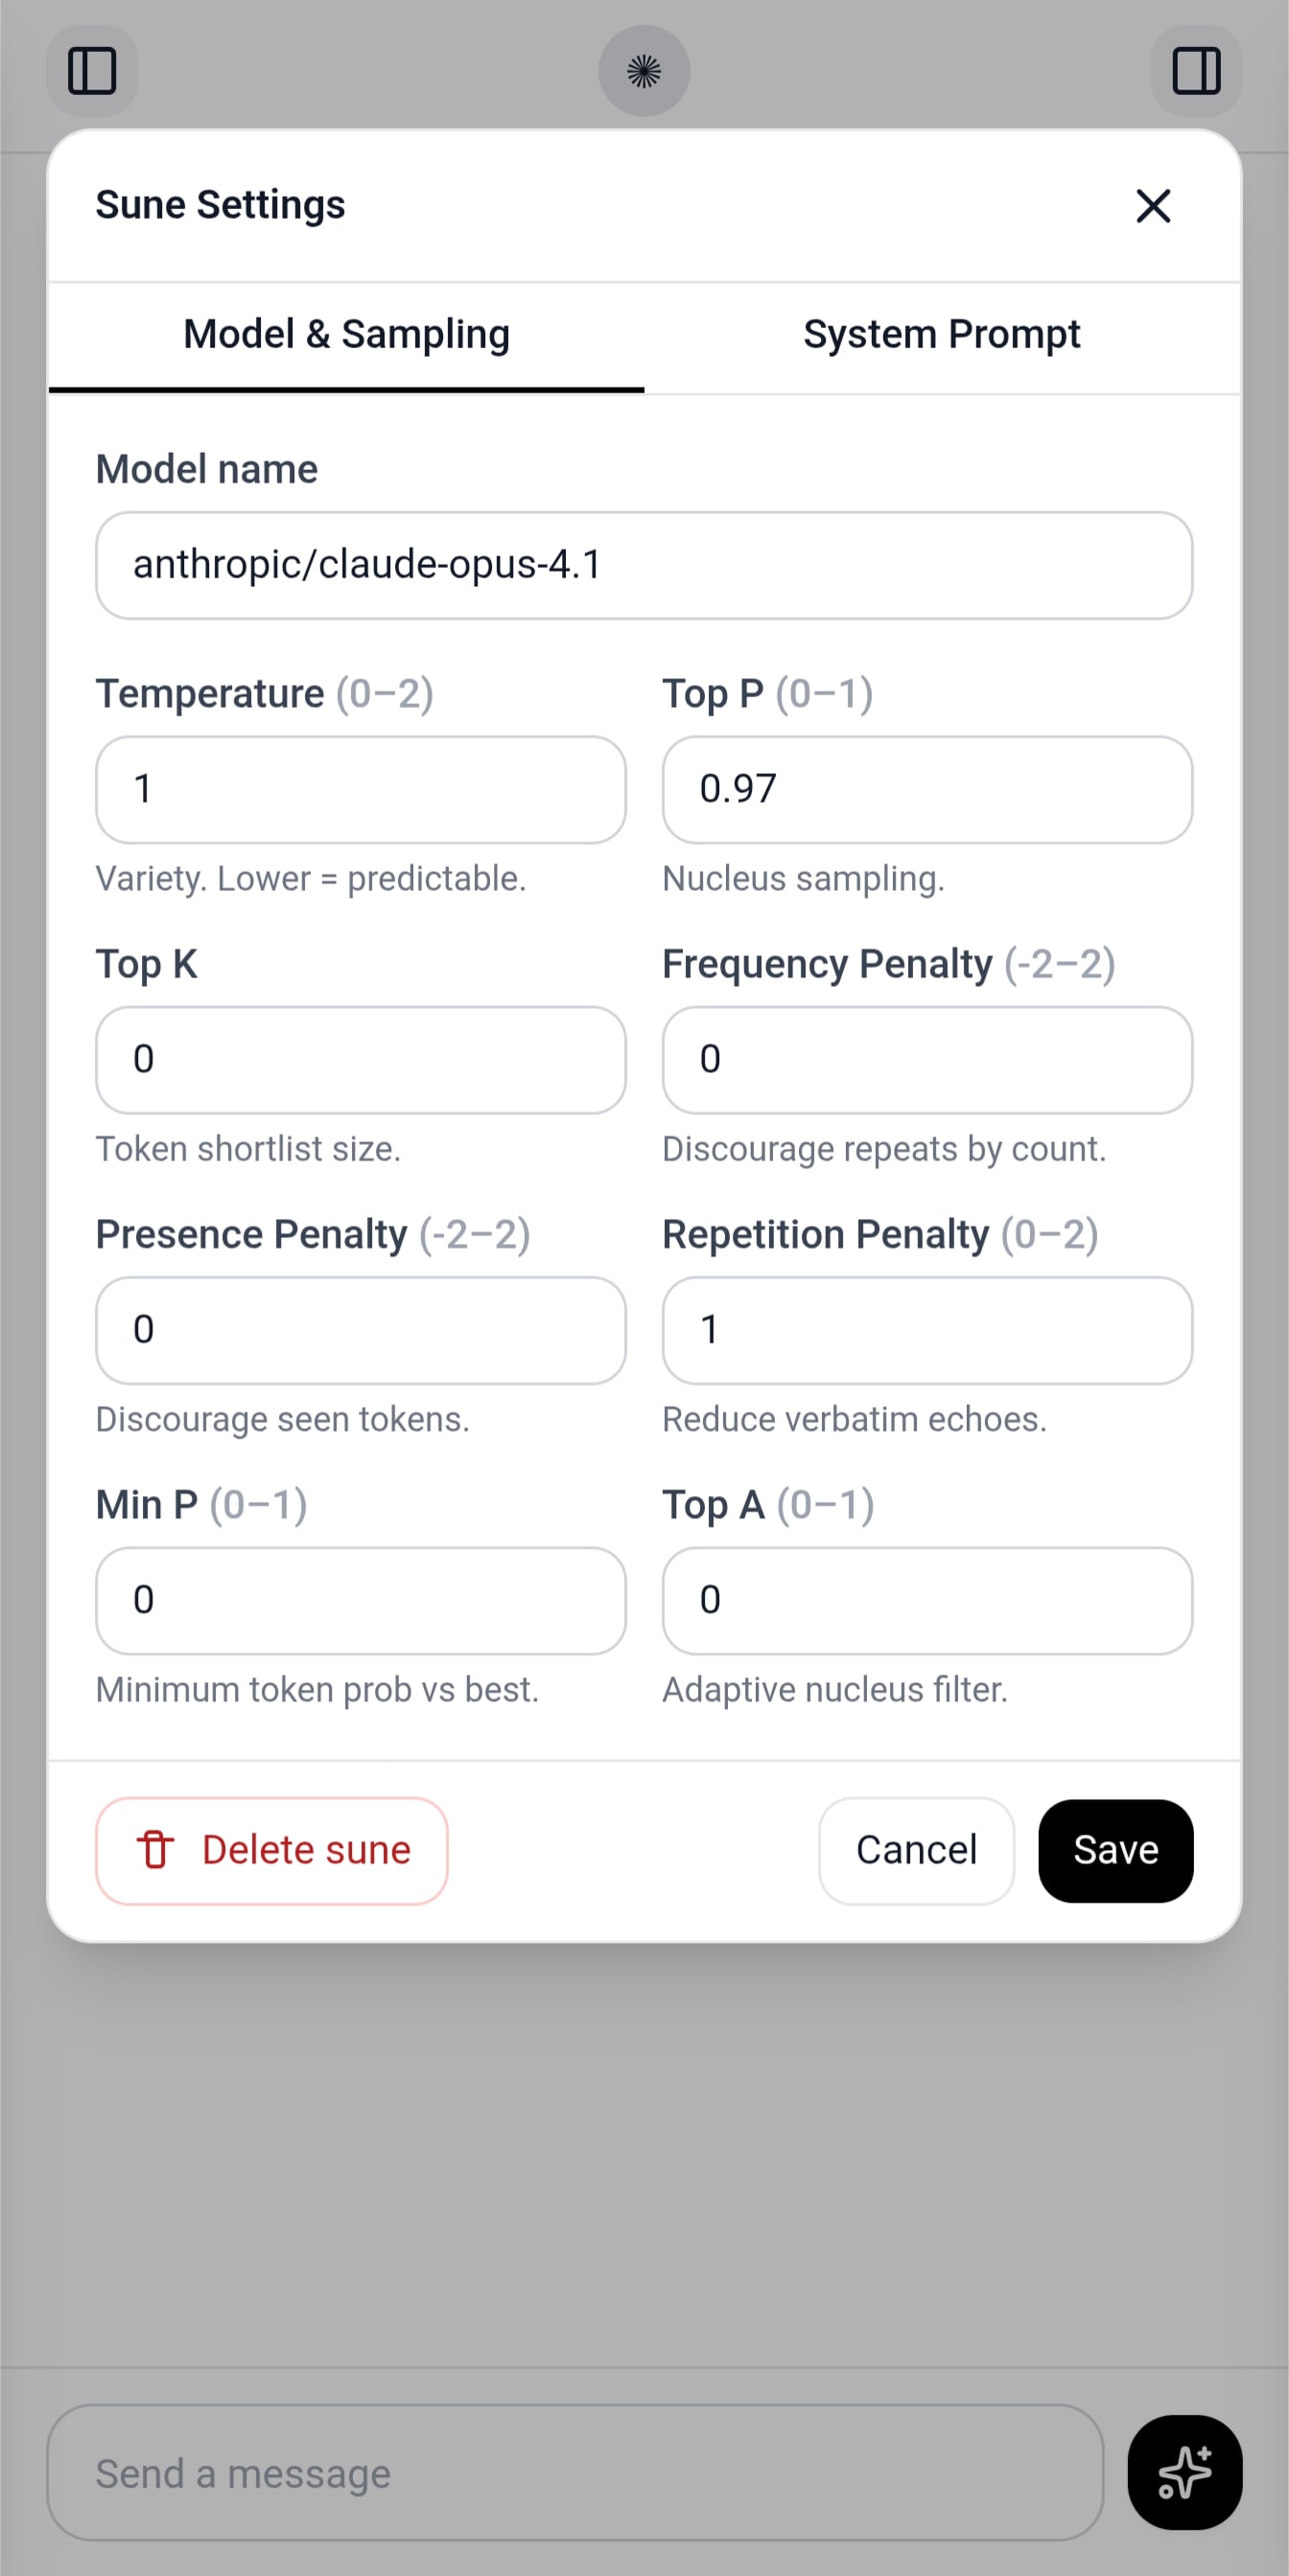 Sune Settings
Model & Sampling
System Prompt
Model name
anthropic/claude-opus-4.1
Temperature (0–2)
Top P (0–1)
1
0.97
Variety. Lower = predictable.
Nucleus sampling.
Top K
Frequency Penalty (-2–2)
0
0
Token shortlist size.
Discourage repeats by count.
Presence Penalty (-2–2)
Repetition Penalty (0–2)
0
1
Discourage seen tokens.
Reduce verbatim echoes.
Min P (0–1)
Top A (0–1)
0
0
Minimum token prob vs best.
Adaptive nucleus filter.
Delete sune
Cancel
Save
Send a message